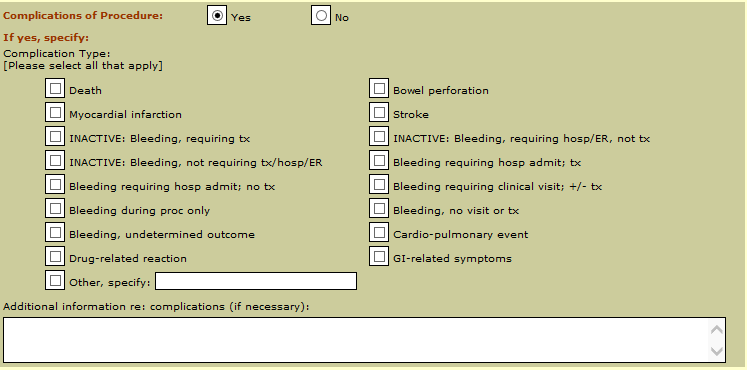 Complications of Procedure: Yes No
If yes, specify:
Complication Type:
[Please select all that apply]
Death Bowel perforation
Myocardial infarction Stroke
INACTIVE: Bleeding, requiring tx INACTIVE: Bleeding, requiring hosp/ER, not tx
INACTIVE: Bleeding, not requiring tx/hosp/ER Bleeding requiring hosp admit; tx
Bleeding requiring hosp admit; no tx Bleeding requiring clinical visit; +/- tx
Bleeding during proc only Bleeding, no visit or tx
Bleeding, undetermined outcome Cardio-pulmonary event
Drug-related reaction GI-related symptoms
Other, specify:
Additional information re: complications (if necessary):